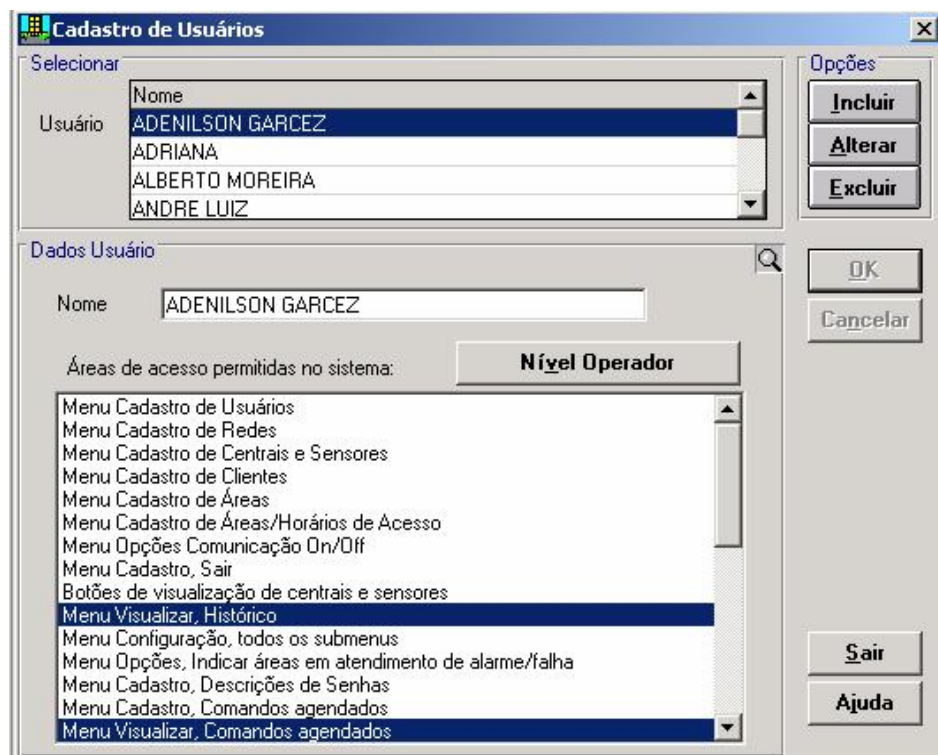 Cadastro de Usuários
Selecionar
Nome
Usuário
ADENILSON GARCEZ
ADRIANA
ALBERTO MOREIRA
ANDRE LUIZ
Opções
Incluir
Alterar
Excluir
Dados Usuário
Nome
ADENILSON GARCEZ
Áreas de acesso permitidas no sistema:
Nível Operador
Menu Cadastro de Usuários
Menu Cadastro de Redes
Menu Cadastro de Centrais e Sensores
Menu Cadastro de Clientes
Menu Cadastro de Áreas
Menu Cadastro de Áreas/Horários de Acesso
Menu Opções Comunicação On/Off
Menu Cadastro, Sair
Botões de visualização de centrais e sensores
Menu Visualizar, Histórico
Menu Configuração, todos os submenus
Menu Opções, Indicar áreas em atendimento de alarme/falha
Menu Cadastro, Descrições de Senhas
Menu Cadastro, Comandos agendados
Menu Visualizar, Comandos agendados
OK
Cancelar
Sair
Ajuda